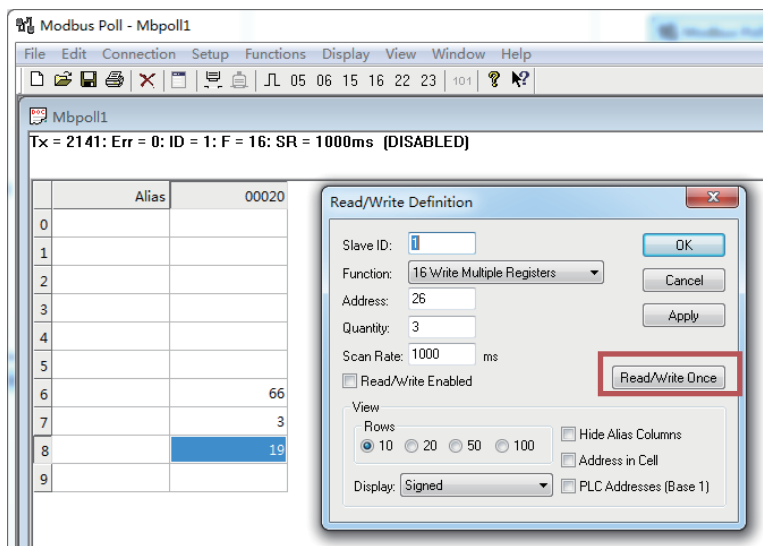 Modbus Poll - Mbpoll1
File Edit Connection Setup Functions Display View Window Help
05 06 15 16 22 23 101
Mbpoll1
Tx = 2141: Err = 0: ID = 1: F = 16: SR = 1000ms (DISABLED)
Alias 00020
0
1
2
3
4
5
6 66
7 3
8 19
9
Read/Write Definition
Slave ID: 1
OK
Function: 16 Write Multiple Registers
Cancel
Address: 26
Quantity: 3
Apply
Scan Rate: 1000 ms
Read/Write Enabled
Read/Write Once
View
Rows
10 20 50 100
Hide Alias Columns
Address in Cell
Display: Signed
PLC Addresses (Base 1)